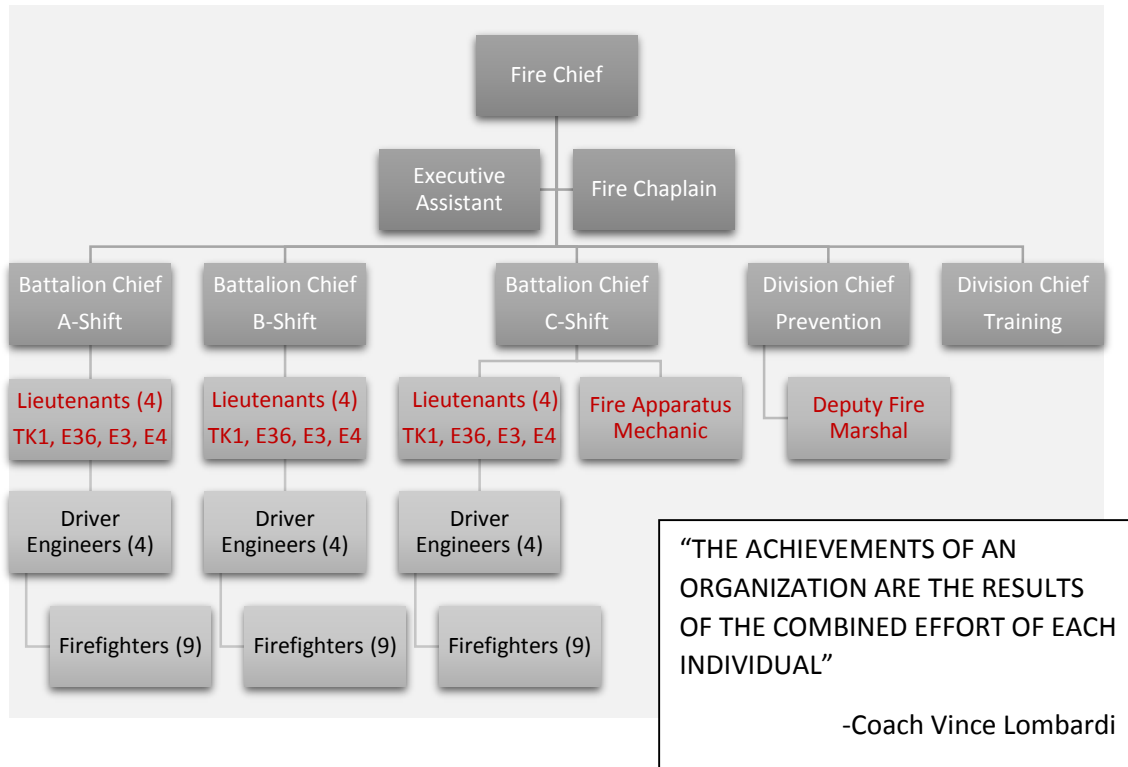 Fire Chief
Executive
Assistant
Fire Chaplain
Battalion Chief
A-Shift
Battalion Chief
B-Shift
Battalion Chief
C-Shift
Division Chief
Prevention
Division Chief
Training
Lieutenants (4)
TK1, E36, E3, E4
Lieutenants (4)
TK1, E36, E3, E4
Lieutenants (4)
TK1, E36, E3, E4
Fire Apparatus
Mechanic
Deputy Fire
Marshal
Driver
Engineers (4)
Driver
Engineers (4)
Driver
Engineers (4)
Firefighters (9)
Firefighters (9)
Firefighters (9)
“THE ACHIEVEMENTS OF AN
ORGANIZATION ARE THE RESULTS
OF THE COMBINED EFFORT OF EACH
INDIVIDUAL”
-Coach Vince Lombardi